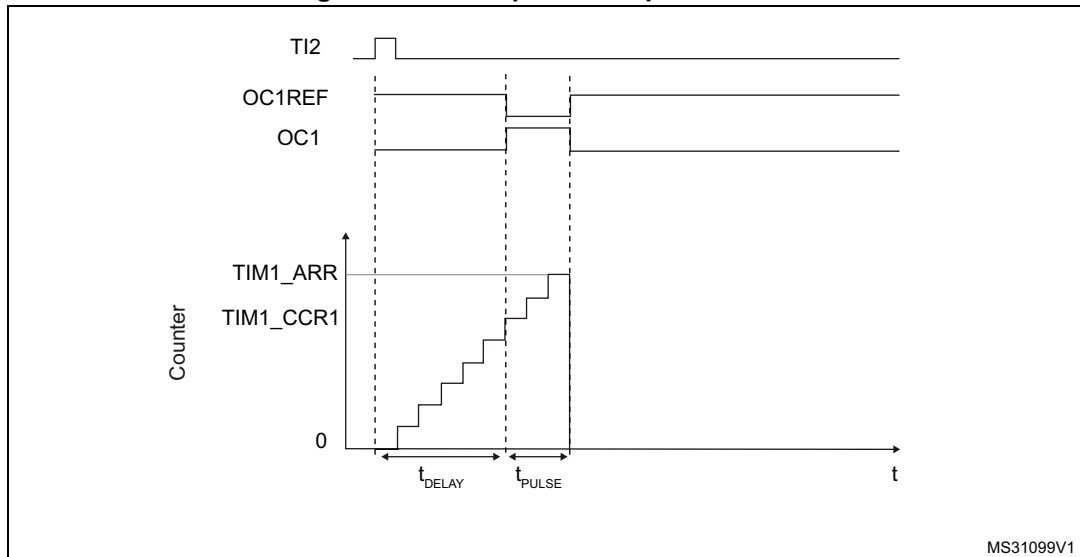 TI2
OC1REF
OC1
TIM1_ARR
TIM1_CCR1
Counter
0
tDELAY
tPULSE
t
MS31099V1